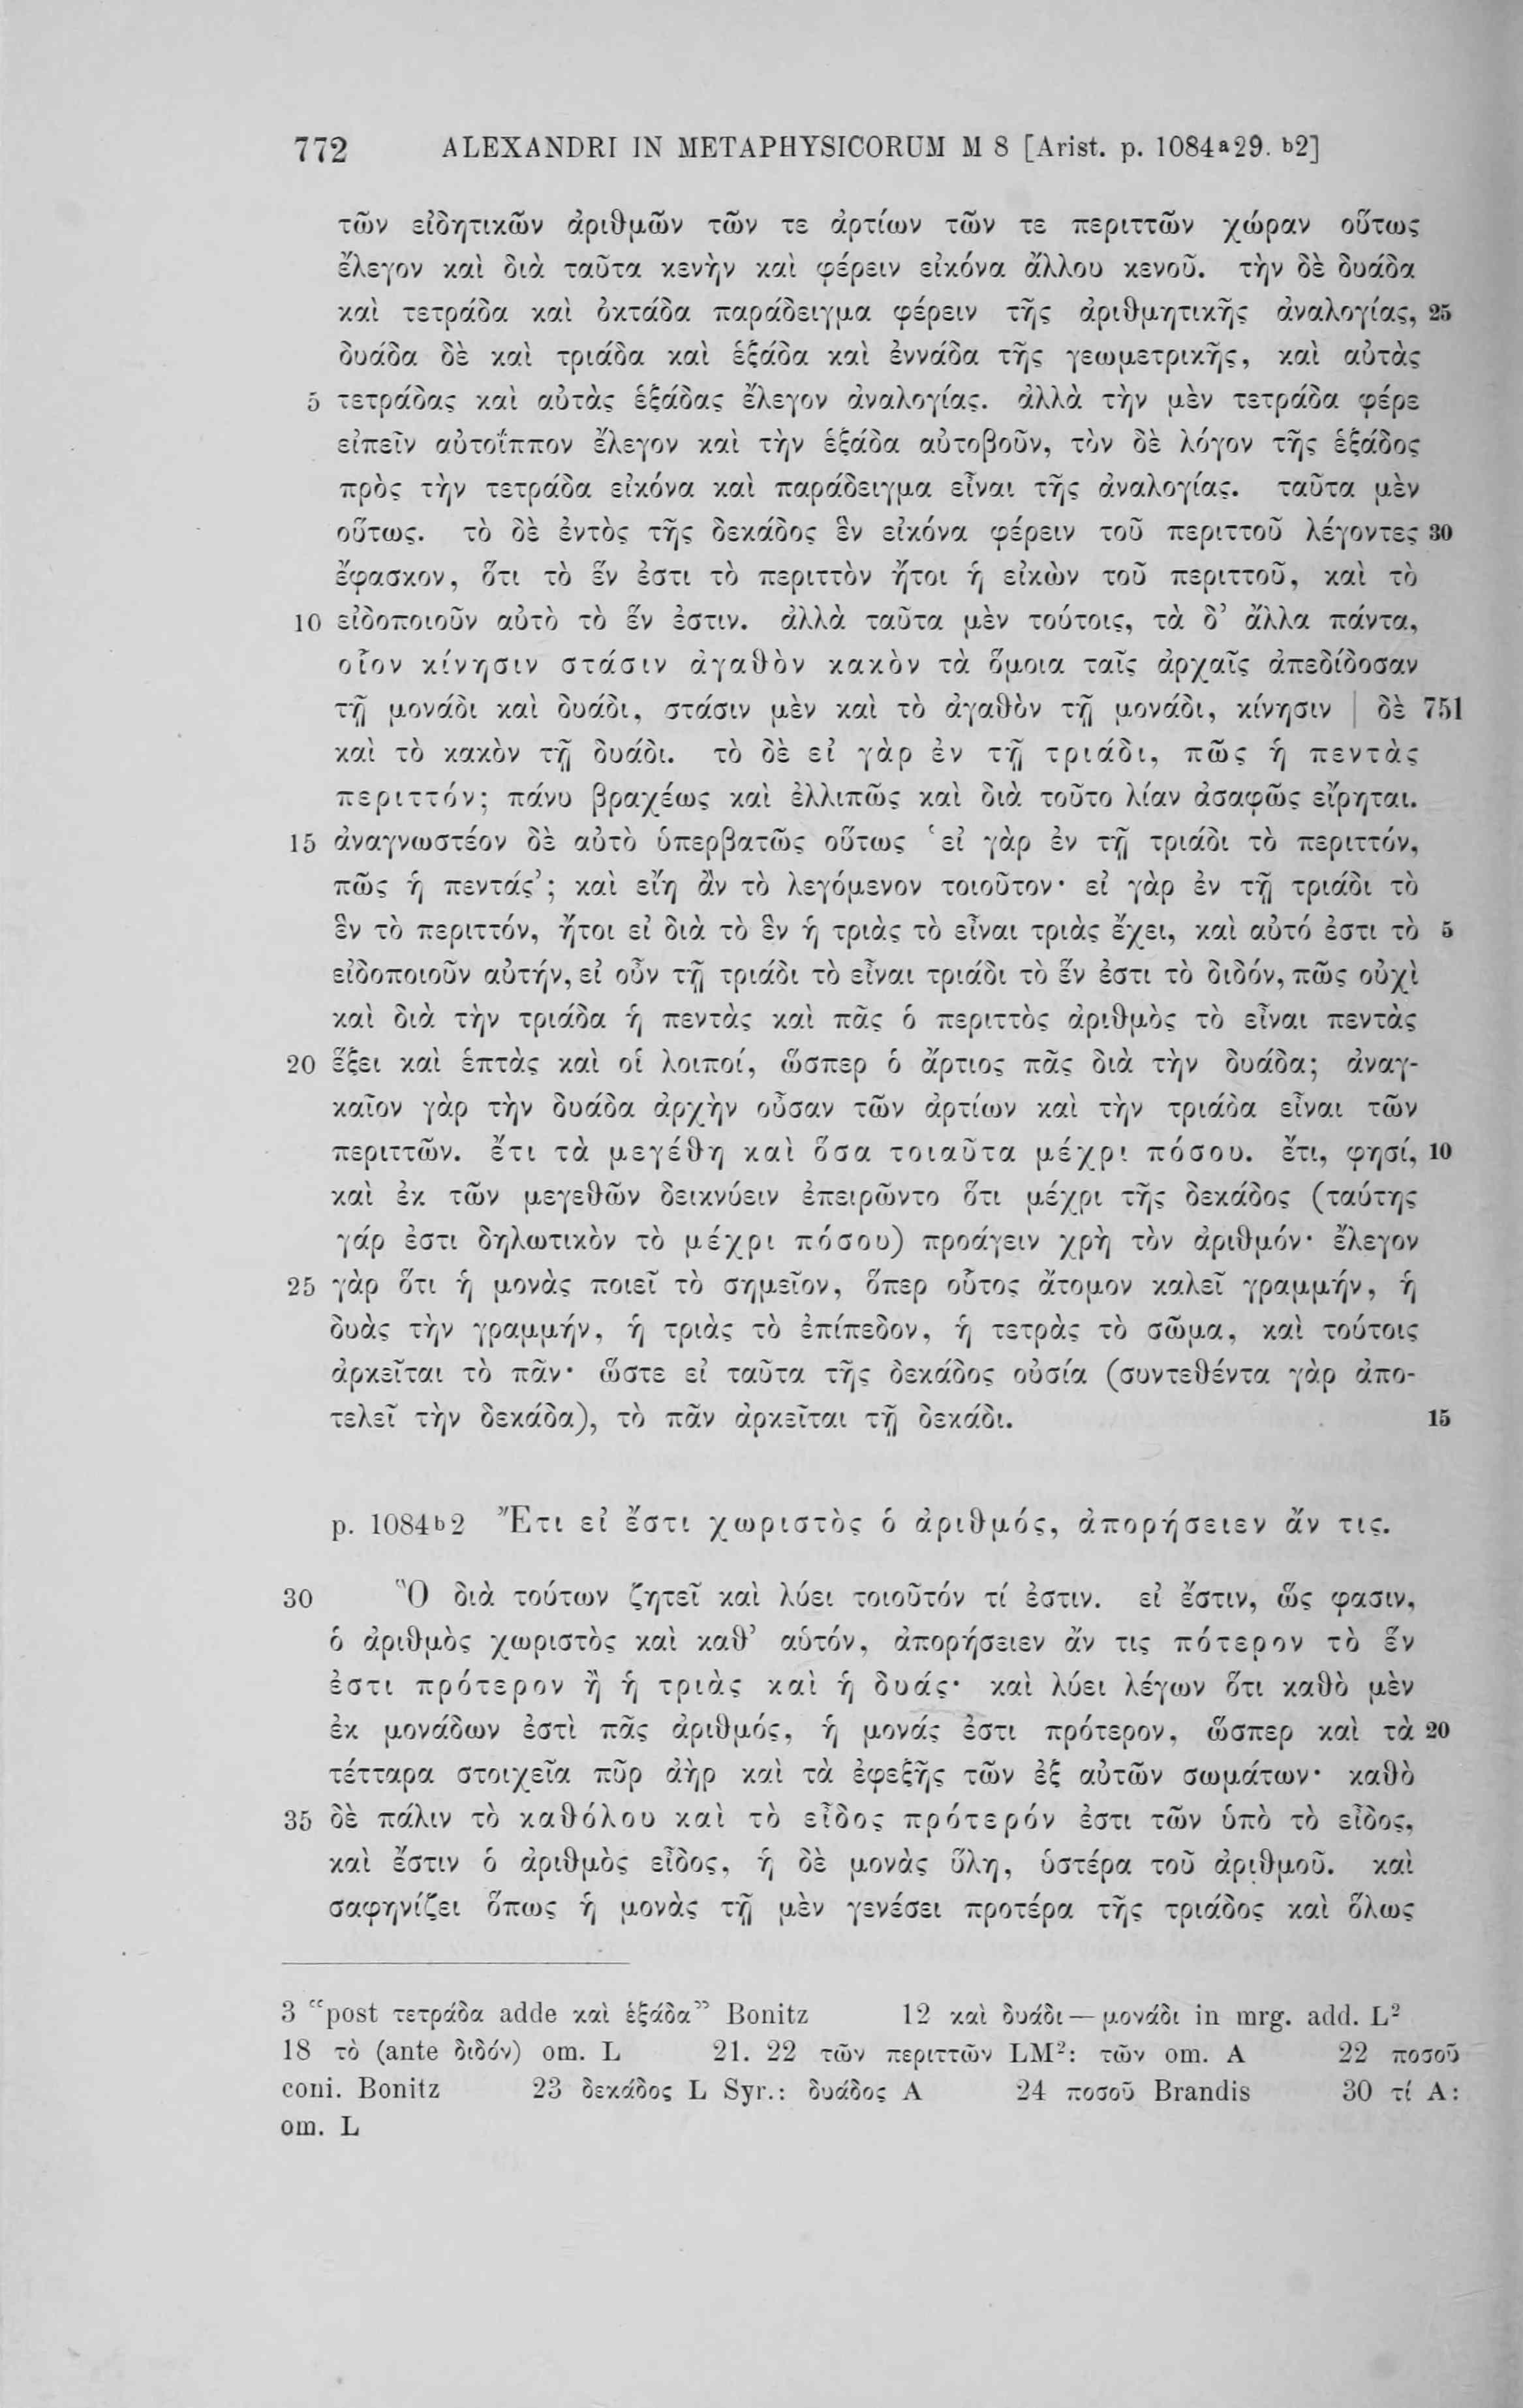 772 ALEXANDRI IN METAPHYSICORUM M 8 [Arist. p. 1084a29. b2]
τῶν εἰδητικῶν ἀριθμῶν τῶν τε ἀρτίων τῶν τε περιττῶν χώραν οὕτως
ἔλεγον καὶ διὰ ταῦτα κενὴν καὶ φέρειν εἰκόνα ἄλλου κενοῦ. τὴν δὲ δυάδα
καὶ τετράδα καὶ ὀκτάδα παράδειγμα φέρειν τῆς ἀριθμητικῆς ἀναλογίας, 25
δυάδα δὲ καὶ τριάδα καὶ ἑξάδα καὶ ἐννάδα τῆς γεωμετρικῆς, καὶ αὐτὰς
5 τετράδας καὶ αὐτὰς ἑξάδας ἔλεγον ἀναλογίας. ἀλλὰ τὴν μὲν τετράδα φέρε
εἰπεῖν αὐτοΐππον ἔλεγον καὶ τὴν ἑξάδα αὐτοβοῦν, τὸν δὲ λόγον τῆς ἑξάδος
πρὸς τὴν τετράδα εἰκόνα καὶ παράδειγμα εἶναι τῆς ἀναλογίας. ταῦτα μὲν
οὕτως. τὸ δὲ ἐντὸς τῆς δεκάδος ἓν εἰκόνα φέρειν τοῦ περιττοῦ λέγοντες 30
ἔφασκον, ὅτι τὸ ἕν ἐστι τὸ περιττὸν ἤτοι ἡ εἰκὼν τοῦ περιττοῦ, καὶ τὸ
10 εἰδοποιοῦν αὐτὸ τὸ ἕν ἐστιν. ἀλλὰ ταῦτα μὲν τούτοις, τὰ δ’ ἄλλα πάντα,
οἷον κίνησιν στάσιν ἀγαθὸν κακὸν τὰ ὅμοια ταῖς ἀρχαῖς ἀπεδίδοσαν
τῇ μονάδι καὶ δυάδι, στάσιν μὲν καὶ τὸ ἀγαθὸν τῇ μονάδι, κίνησιν | δὲ 751
καὶ τὸ κακὸν τῇ δυάδι. τὸ δὲ εἰ γὰρ ἐν τῇ τριάδι, πῶς ἡ πεντὰς
περιττόν; πάνυ βραχέως καὶ ἐλλιπῶς καὶ διὰ τοῦτο λίαν ἀσαφῶς εἴρηται.
15 ἀναγνωστέον δὲ αὐτὸ ὑπερβατῶς οὕτως ‘εἰ γὰρ ἐν τῇ τριάδι τὸ περιττόν,
πῶς ἡ πεντάς’; καὶ εἴη ἂν τὸ λεγόμενον τοιοῦτον· εἰ γὰρ ἐν τῇ τριάδι τὸ
ἓν τὸ περιττόν, ἤτοι εἰ διὰ τὸ ἓν ἡ τριὰς τὸ εἶναι τριὰς ἔχει, καὶ αὐτό ἐστι τὸ 5
εἰδοποιοῦν αὐτήν, εἰ οὖν τῇ τριάδι τὸ εἶναι τριάδι τὸ ἕν ἐστι τὸ διδόν, πῶς οὐχὶ
καὶ διὰ τὴν τριάδα ἡ πεντὰς καὶ πᾶς ὁ περιττὸς ἀριθμὸς τὸ εἶναι πεντὰς
20 ἕξει καὶ ἑπτὰς καὶ οἱ λοιποί, ὥσπερ ὁ ἄρτιος πᾶς διὰ τὴν δυάδα; ἀναγ-
καῖον γὰρ τὴν δυάδα ἀρχὴν οὖσαν τῶν ἀρτίων καὶ τὴν τριάδα εἶναι τῶν
περιττῶν. ἔτι τὰ μεγέθη καὶ ὅσα τοιαῦτα μέχρι πόσου. ἔτι, φησί, 10
καὶ ἐκ τῶν μεγεθῶν δεικνύειν ἐπειρῶντο ὅτι μέχρι τῆς δεκάδος (ταύτης
γάρ ἐστι δηλωτικὸν τὸ μέχρι πόσου) προάγειν χρὴ τὸν ἀριθμόν· ἔλεγον
25 γὰρ ὅτι ἡ μονὰς ποιεῖ τὸ σημεῖον, ὅπερ οὗτος ἄτομον καλεῖ γραμμήν, ἡ
δυὰς τὴν γραμμήν, ἡ τριὰς τὸ ἐπίπεδον, ἡ τετρὰς τὸ σῶμα, καὶ τούτοις
ἀρκεῖται τὸ πᾶν· ὥστε εἰ ταῦτα τῆς δεκάδος οὐσία (συντεθέντα γὰρ ἀπο-
τελεῖ τὴν δεκάδα), τὸ πᾶν ἀρκεῖται τῇ δεκάδι. 15
p. 1084b2 Ἔτι εἰ ἔστι χωριστὸς ὁ ἀριθμός, ἀπορήσειεν ἄν τις.
30 Ὃ διὰ τούτων ζητεῖ καὶ λύει τοιοῦτόν τί ἐστιν. εἰ ἔστιν, ὥς φασιν,
ὁ ἀριθμὸς χωριστὸς καὶ καθ’ αὑτόν, ἀπορήσειεν ἄν τις πότερον τὸ ἕν
ἐστι πρότερον ἢ ἡ τριὰς καὶ ἡ δυάς· καὶ λύει λέγων ὅτι καθὸ μὲν
ἐκ μονάδων ἐστὶ πᾶς ἀριθμός, ἡ μονάς ἐστι πρότερον, ὥσπερ καὶ τὰ 20
τέτταρα στοιχεῖα πῦρ ἀὴρ καὶ τὰ ἐφεξῆς τῶν ἐξ αὐτῶν σωμάτων· καθὸ
35 δὲ πάλιν τὸ καθόλου καὶ τὸ εἶδος πρότερόν ἐστι τῶν ὑπὸ τὸ εἶδος,
καὶ ἔστιν ὁ ἀριθμὸς εἶδος, ἡ δὲ μονὰς ὕλη, ὑστέρα τοῦ ἀριθμοῦ. καὶ
σαφηνίζει ὅπως ἡ μονὰς τῇ μὲν γενέσει προτέρα τῆς τριάδος καὶ ὅλως
3 “post τετράδα adde καὶ ἑξάδα” Bonitz 12 καὶ δυάδι — μονάδι in mrg. add. L²
18 τὸ (ante διδόν) om. L 21. 22 τῶν περιττῶν LM²: τῶν om. A 22 ποσοῦ
coni. Bonitz 23 δεκάδος L Syr.: δυάδος A 24 ποσοῦ Brandis 30 τί A:
om. L